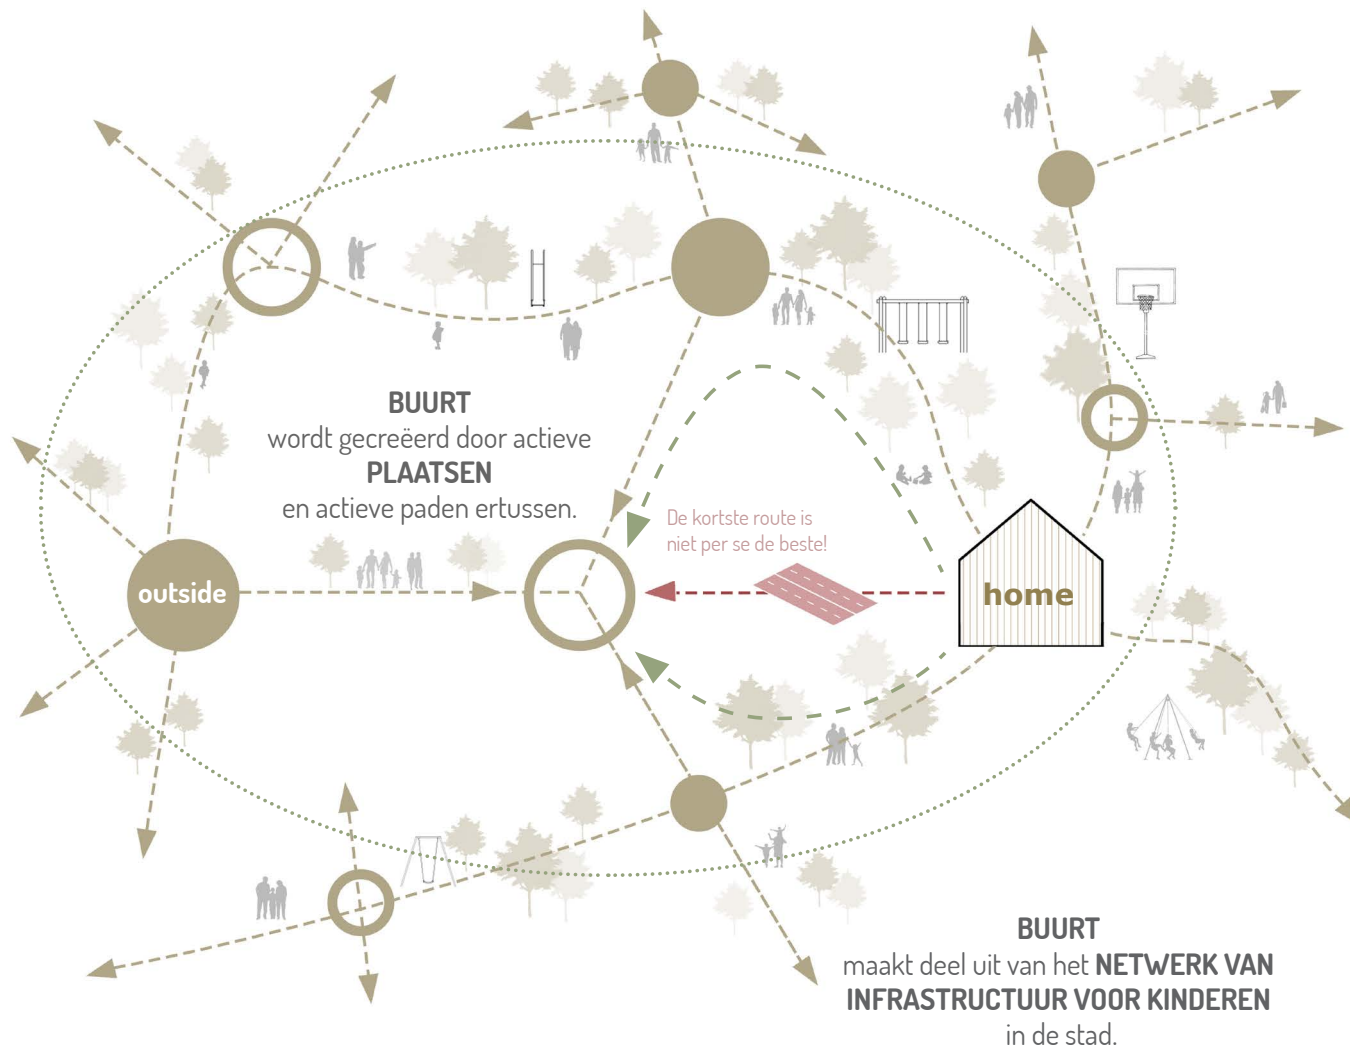 BUURT
wordt gecreëerd door actieve
PLAATSEN
en actieve paden ertussen.
De kortste route is
niet per se de beste!
outside
home
BUURT
maakt deel uit van het NETWERK VAN
INFRASTRUCTUUR VOOR KINDEREN
in de stad.